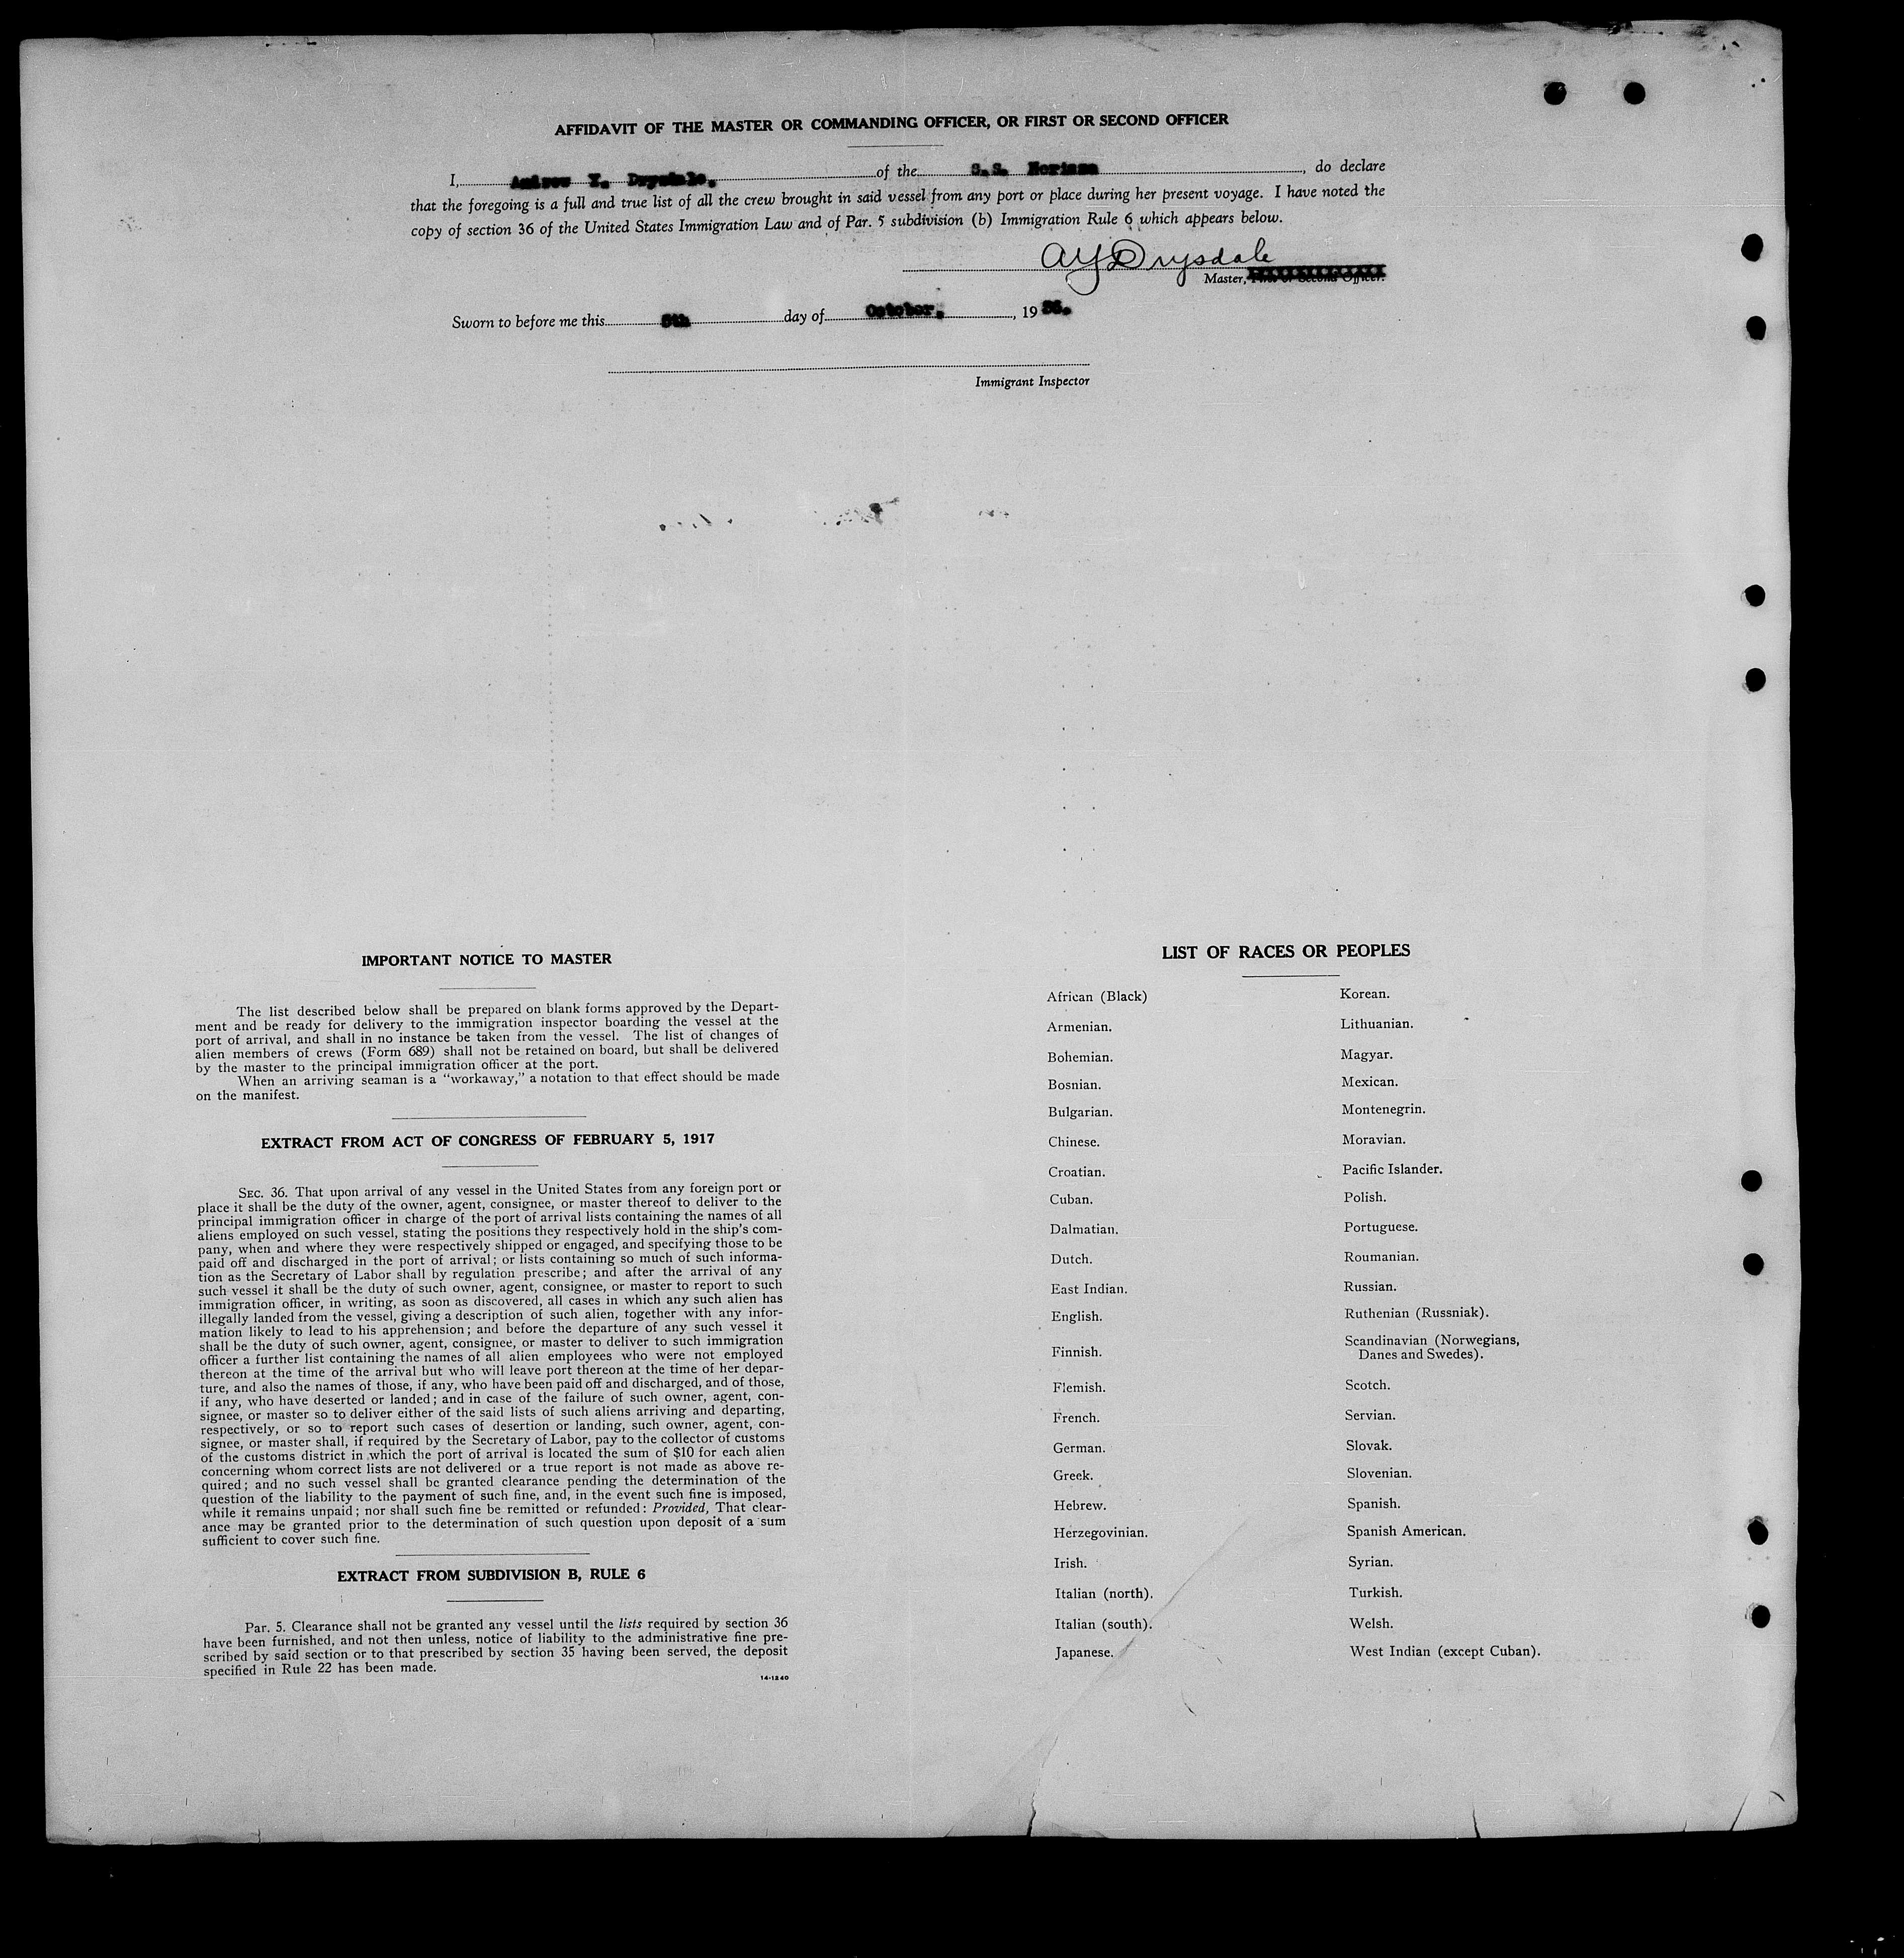 AFFIDAVIT OF THE MASTER OR COMMANDING OFFICER, OR FIRST OR SECOND OFFICER
I, Andrew Y. Drysdale, of the S.S. , do declare
that the foregoing is a full and true list of all the crew brought in said vessel from any port or place during her present voyage. I have noted the
copy of section 36 of the United States Immigration Law and of Par. 5 subdivision (b) Immigration Rule 6 which appears below.
AYDrysdale
Master, First or Second Officer.
Sworn to before me this 5th day of October, , 19
Immigrant Inspector
IMPORTANT NOTICE TO MASTER
The list described below shall be prepared on blank forms approved by the Depart-
ment and be ready for delivery to the immigration inspector boarding the vessel at the
port of arrival, and shall in no instance be taken from the vessel. The list of changes of
alien members of crews (Form 689) shall not be retained on board, but shall be delivered
by the master to the principal immigration officer at the port.
When an arriving seaman is a "workaway," a notation to that effect should be made
on the manifest.
EXTRACT FROM ACT OF CONGRESS OF FEBRUARY 5, 1917
SEC. 36. That upon arrival of any vessel in the United States from any foreign port or
place it shall be the duty of the owner, agent, consignee, or master thereof to deliver to the
principal immigration officer in charge of the port of arrival lists containing the names of all
aliens employed on such vessel, stating the positions they respectively hold in the ship's com-
pany, when and where they were respectively shipped or engaged, and specifying those to be
paid off and discharged in the port of arrival; or lists containing so much of such informa-
tion as the Secretary of Labor shall by regulation prescribe; and after the arrival of any
such vessel it shall be the duty of such owner, agent, consignee, or master to report to such
immigration officer, in writing, as soon as discovered, all cases in which any such alien has
illegally landed from the vessel, giving a description of such alien, together with any infor-
mation likely to lead to his apprehension; and before the departure of any such vessel it
shall be the duty of such owner, agent, consignee, or master to deliver to such immigration
officer a further list containing the names of all alien employees who were not employed
thereon at the time of the arrival but who will leave port thereon at the time of her depar-
ture, and also the names of those, if any, who have been paid off and discharged, and of those,
if any, who have deserted or landed; and in case of the failure of such owner, agent, con-
signee, or master so to deliver either of the said lists of such aliens arriving and departing,
respectively, or so to report such cases of desertion or landing, such owner, agent, con-
signee, or master shall, if required by the Secretary of Labor, pay to the collector of customs
of the customs district in which the port of arrival is located the sum of $10 for each alien
concerning whom correct lists are not delivered or a true report is not made as above re-
quired; and no such vessel shall be granted clearance pending the determination of the
question of the liability to the payment of such fine, and, in the event such fine is imposed,
while it remains unpaid; nor shall such fine be remitted or refunded: Provided, That clear-
ance may be granted prior to the determination of such question upon deposit of a sum
sufficient to cover such fine.
EXTRACT FROM SUBDIVISION B, RULE 6
Par. 5. Clearance shall not be granted any vessel until the lists required by section 36
have been furnished, and not then unless, notice of liability to the administrative fine pre-
scribed by said section or to that prescribed by section 35 having been served, the deposit
specified in Rule 22 has been made.
14-1240
LIST OF RACES OR PEOPLES
African (Black)
Armenian.
Bohemian.
Bosnian.
Bulgarian.
Chinese.
Croatian.
Cuban.
Dalmatian.
Dutch.
East Indian.
English.
Finnish.
Flemish.
French.
German.
Greek.
Hebrew.
Herzegovinian.
Irish.
Italian (north).
Italian (south).
Japanese.
Korean.
Lithuanian.
Magyar.
Mexican.
Montenegrin.
Moravian.
Pacific Islander.
Polish.
Portuguese.
Roumanian.
Russian.
Ruthenian (Russniak).
Scandinavian (Norwegians,
Danes and Swedes).
Scotch.
Servian.
Slovak.
Slovenian.
Spanish.
Spanish American.
Syrian.
Turkish.
Welsh.
West Indian (except Cuban).